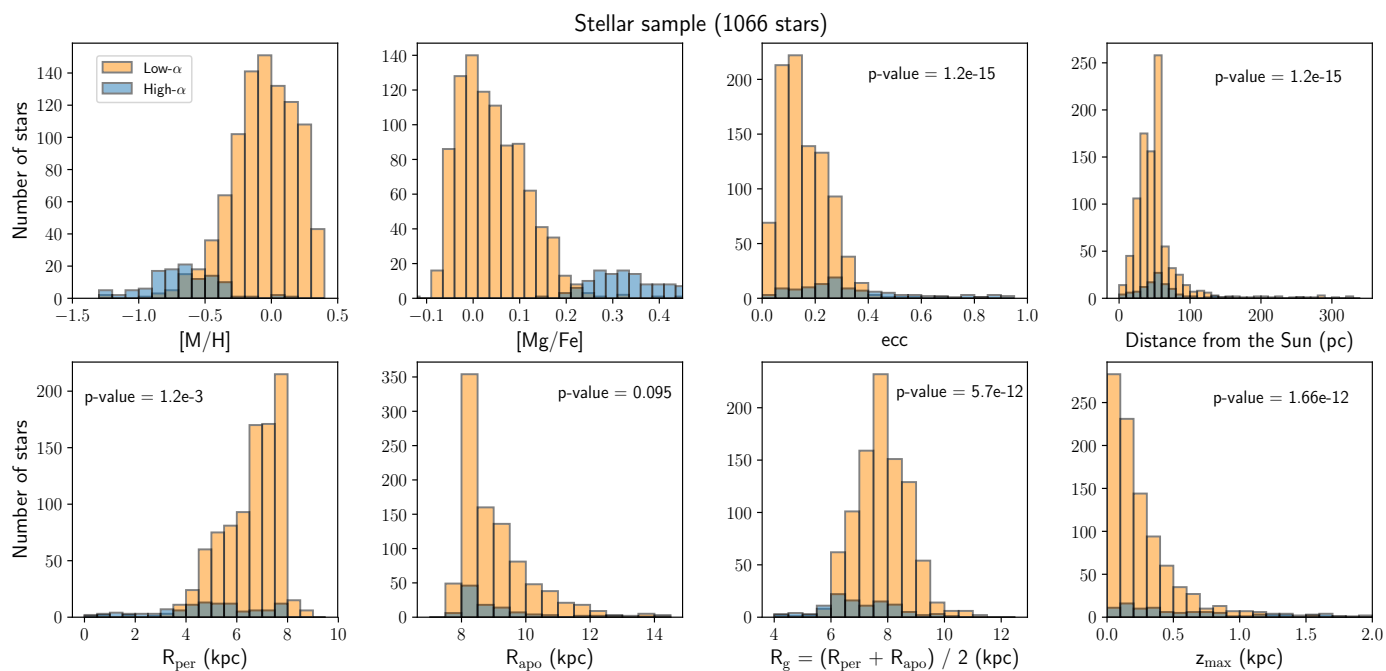 Stellar sample (1066 stars)
Number of stars
140
120
100
80
60
40
20
0
Low-α
High-α
−1.5 −1.0 −0.5 0.0 0.5
[M/H]
140
120
100
80
60
40
20
0
−0.1 0.0 0.1 0.2 0.3 0.4
[Mg/Fe]
200
150
100
50
0
p-value = 1.2e-15
0.0 0.2 0.4 0.6 0.8 1.0
ecc
250
200
150
100
50
0
p-value = 1.2e-15
0 100 200 300
Distance from the Sun (pc)
Number of stars
200
150
100
50
0
p-value = 1.2e-3
0 2 4 6 8 10
R_per (kpc)
350
300
250
200
150
100
50
0
p-value = 0.095
8 10 12 14
R_apo (kpc)
200
150
100
50
0
p-value = 5.7e-12
4 6 8 10 12
R_g = (R_per + R_apo) / 2 (kpc)
250
200
150
100
50
0
p-value = 1.66e-12
0.0 0.5 1.0 1.5 2.0
z_max (kpc)